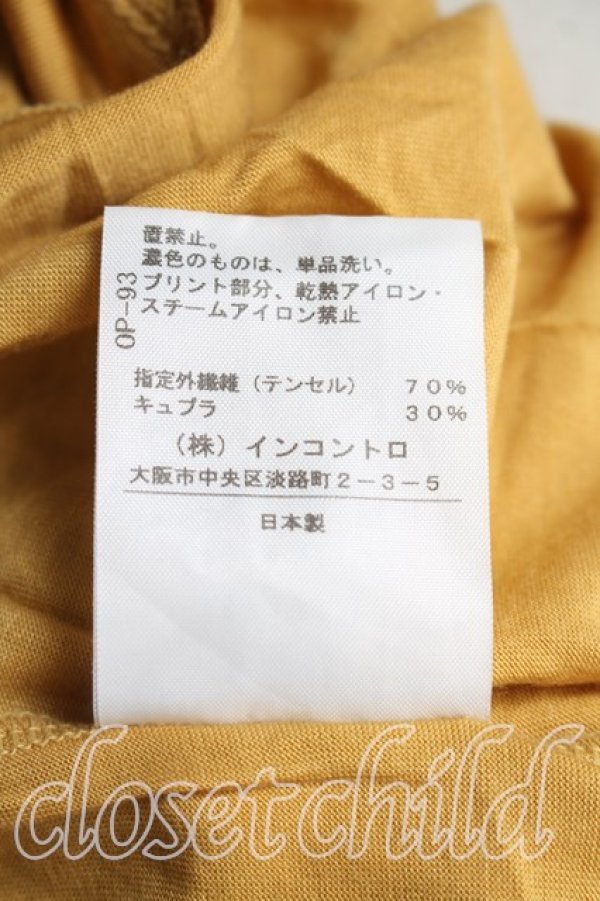 直禁止。
濃色のものは、単品洗い。
プリント部分、乾熱アイロン・
スチームアイロン禁止
OP-93
指定外繊維（テンセル） 70%
キュプラ 30%
（株）インコントロ
大阪市中央区淡路町2-3-5
日本製
closetchild